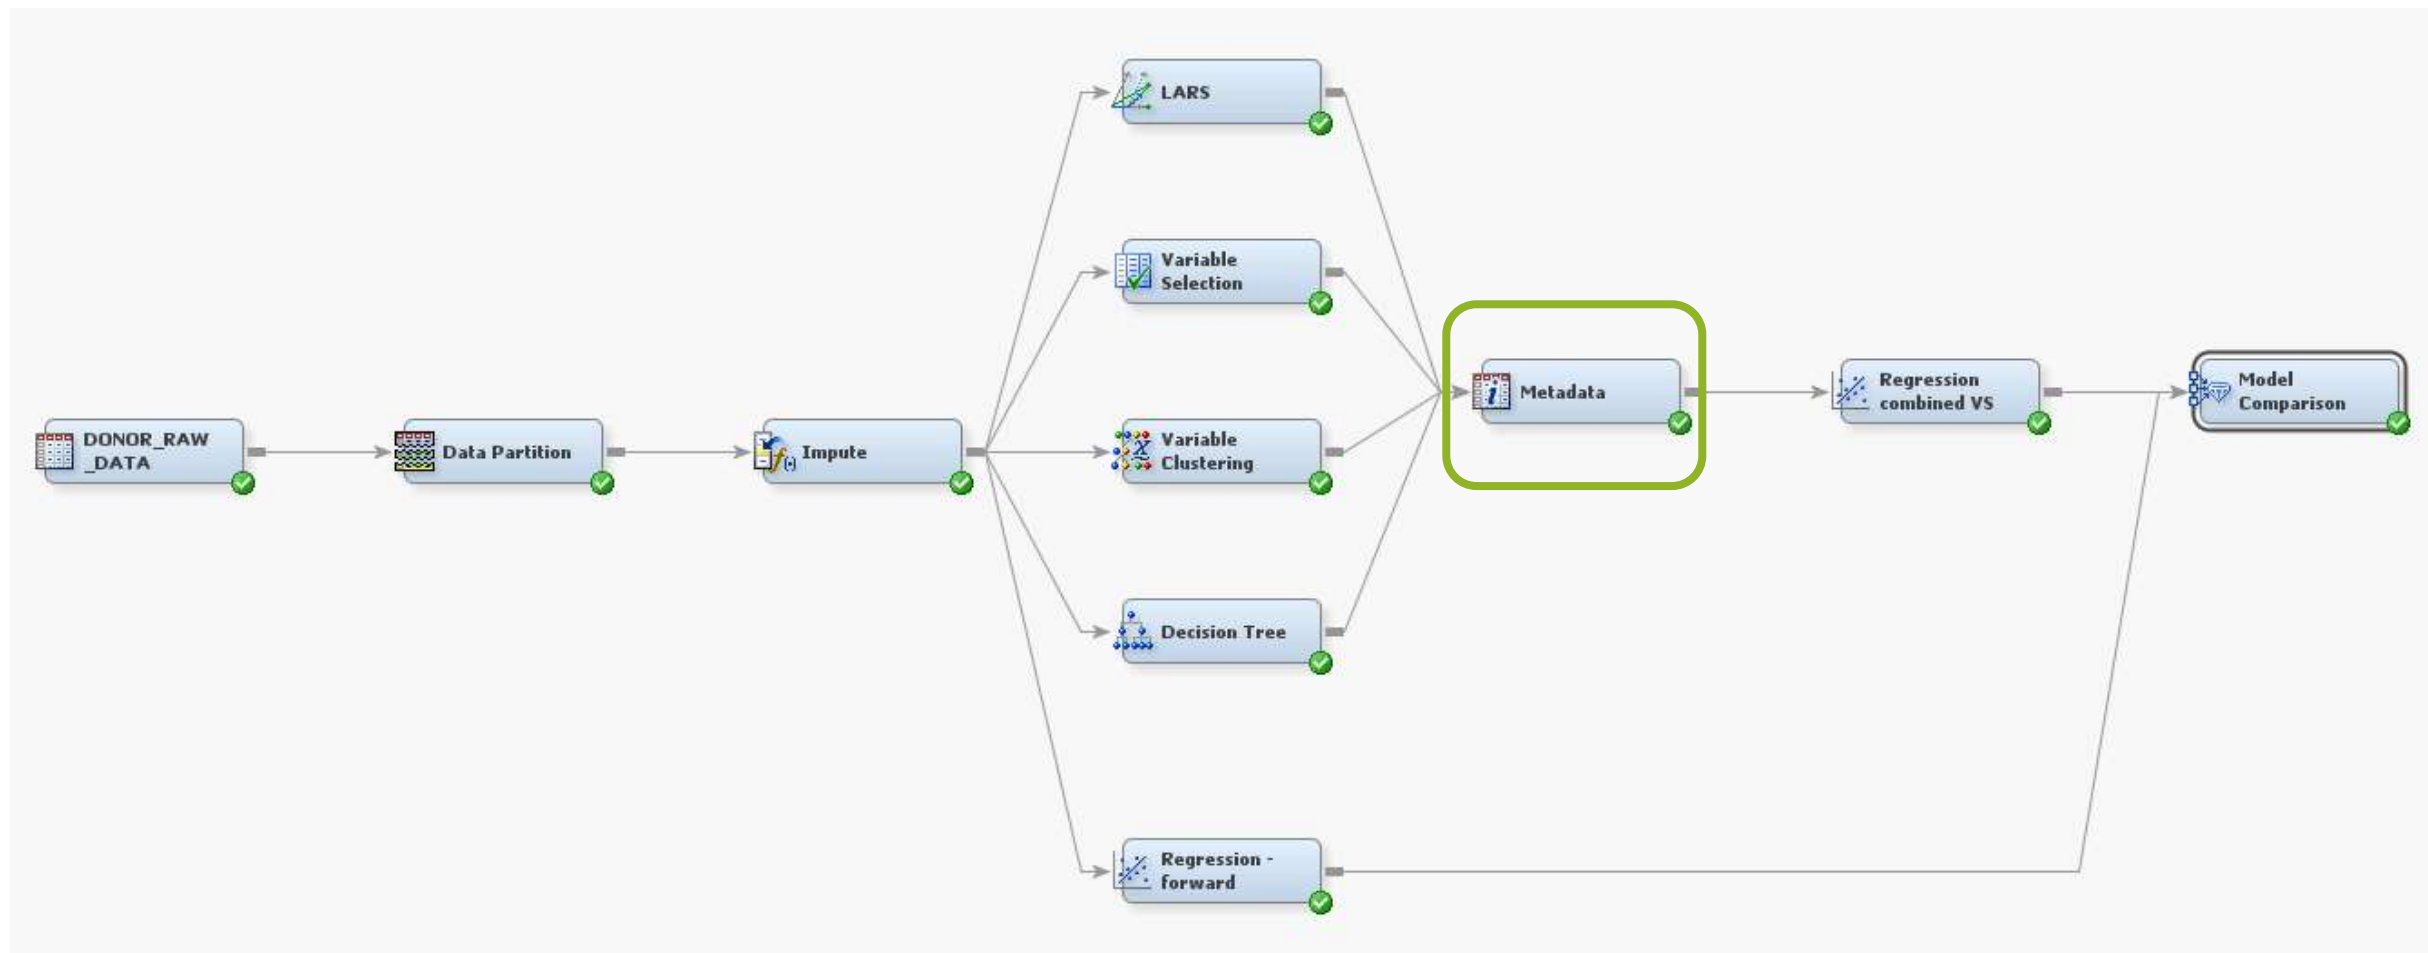 LARS
Variable
Selection
Metadata
Regression
combined VS
Model
Comparison
DONOR_RAW
_DATA
Data Partition
Impute
Variable
Clustering
Decision Tree
Regression -
forward